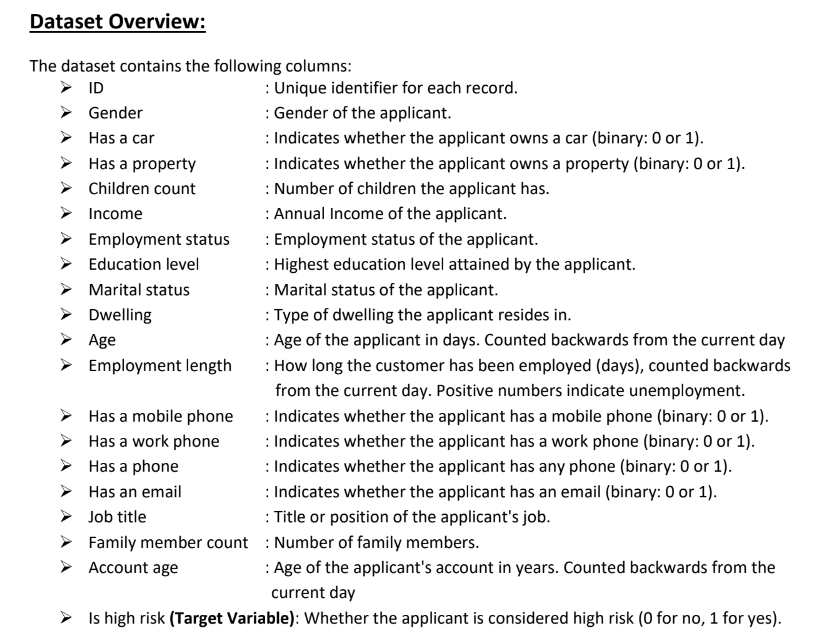 Dataset Overview:
The dataset contains the following columns:
➢ ID : Unique identifier for each record.
➢ Gender : Gender of the applicant.
➢ Has a car : Indicates whether the applicant owns a car (binary: 0 or 1).
➢ Has a property : Indicates whether the applicant owns a property (binary: 0 or 1).
➢ Children count : Number of children the applicant has.
➢ Income : Annual Income of the applicant.
➢ Employment status : Employment status of the applicant.
➢ Education level : Highest education level attained by the applicant.
➢ Marital status : Marital status of the applicant.
➢ Dwelling : Type of dwelling the applicant resides in.
➢ Age : Age of the applicant in days. Counted backwards from the current day
➢ Employment length : How long the customer has been employed (days), counted backwards
from the current day. Positive numbers indicate unemployment.
➢ Has a mobile phone : Indicates whether the applicant has a mobile phone (binary: 0 or 1).
➢ Has a work phone : Indicates whether the applicant has a work phone (binary: 0 or 1).
➢ Has a phone : Indicates whether the applicant has any phone (binary: 0 or 1).
➢ Has an email : Indicates whether the applicant has an email (binary: 0 or 1).
➢ Job title : Title or position of the applicant's job.
➢ Family member count : Number of family members.
➢ Account age : Age of the applicant's account in years. Counted backwards from the
current day
➢ Is high risk (Target Variable): Whether the applicant is considered high risk (0 for no, 1 for yes).